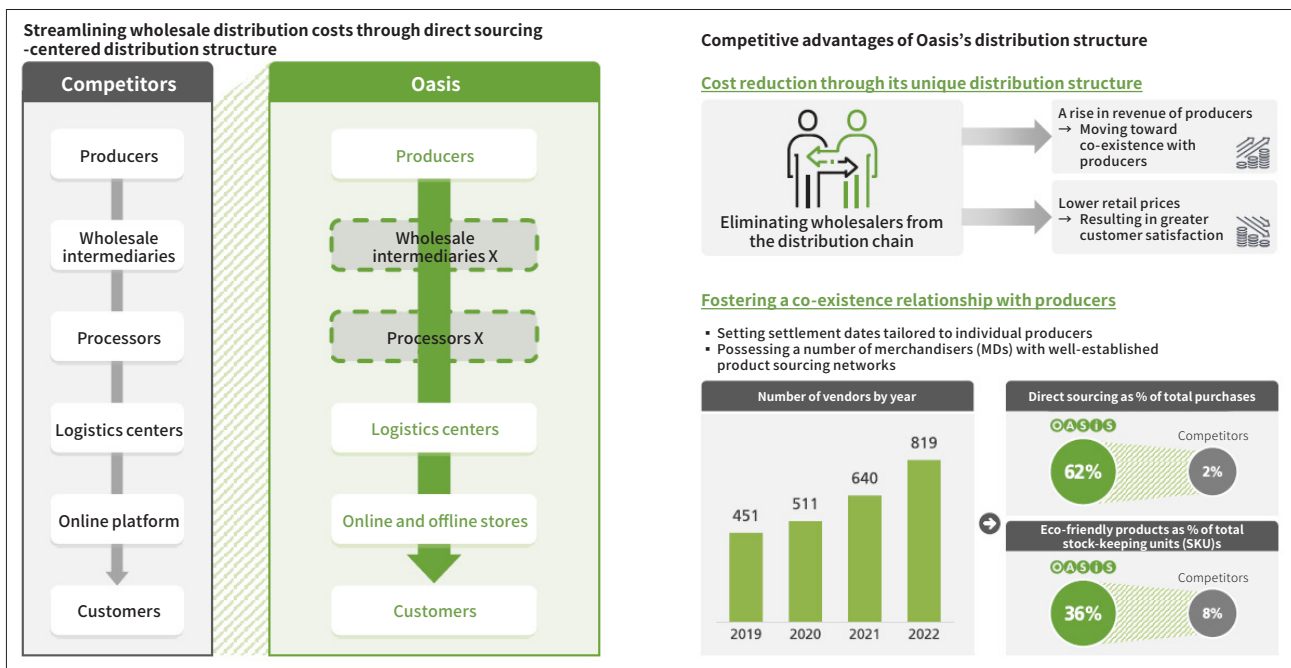 Streamlining wholesale distribution costs through direct sourcing
-centered distribution structure
Competitors
Producers
Wholesale
intermediaries
Processors
Logistics centers
Online platform
Customers
Oasis
Producers
Wholesale
intermediaries X
Processors X
Logistics centers
Online and offline stores
Customers
Competitive advantages of Oasis's distribution structure
Cost reduction through its unique distribution structure
Eliminating wholesalers from
the distribution chain
A rise in revenue of producers
→ Moving toward
co-existence with
producers
Lower retail prices
→ Resulting in greater
customer satisfaction
Fostering a co-existence relationship with producers
▪ Setting settlement dates tailored to individual producers
▪ Possessing a number of merchandisers (MDs) with well-established
product sourcing networks
Number of vendors by year
451
511
640
819
2019
2020
2021
2022
Direct sourcing as % of total purchases
OASiS
Competitors
62%
2%
Eco-friendly products as % of total
stock-keeping units (SKU)s
OASiS
Competitors
36%
8%